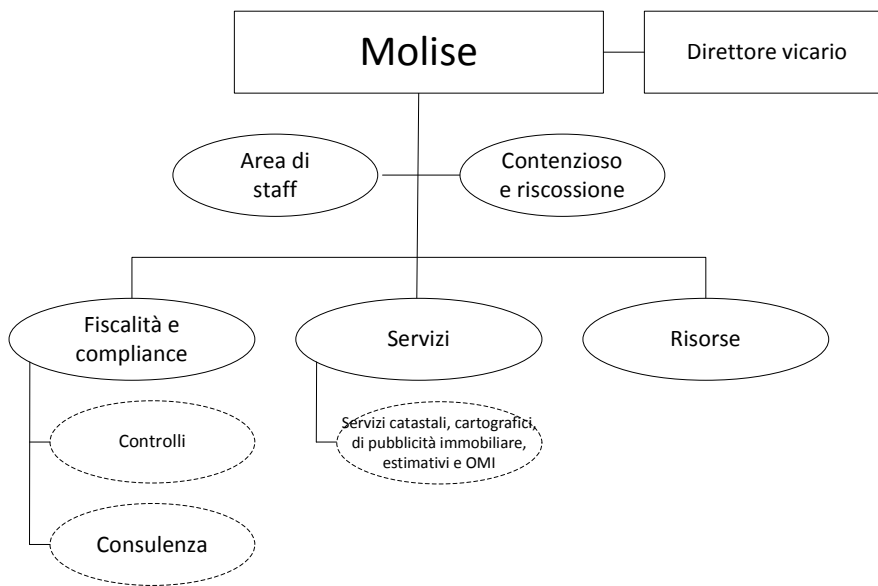 Molise
Direttore vicario
Area di
staff
Contenzioso
e riscossione
Fiscalità e
compliance
Servizi
Risorse
Controlli
Servizi catastali, cartografici,
di pubblicità immobiliare,
estimativi e OMI
Consulenza